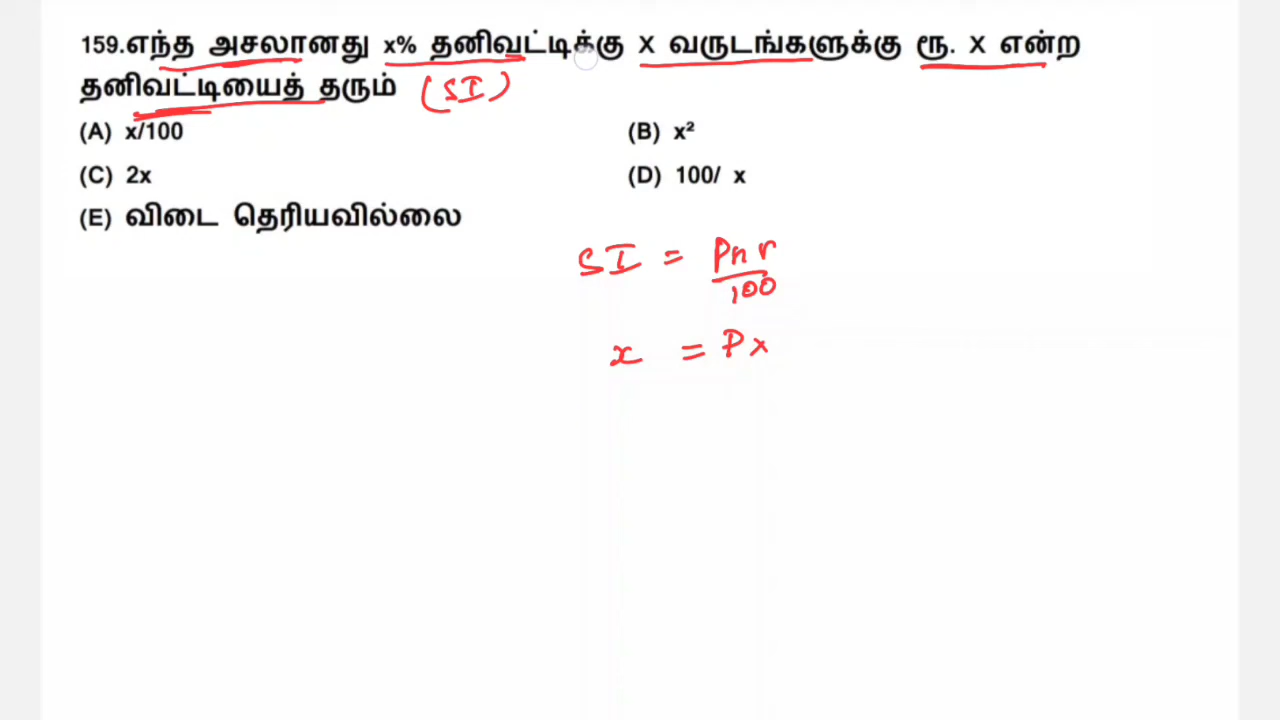 159.எந்த அசலானது x% தனிவட்டிக்கு X வருடங்களுக்கு ரூ. X என்ற
தனிவட்டியைத் தரும் (SI)
(A) x/100 (B) x²
(C) 2x (D) 100/ x
(E) விடை தெரியவில்லை
SI = Pnr
100
x = Px